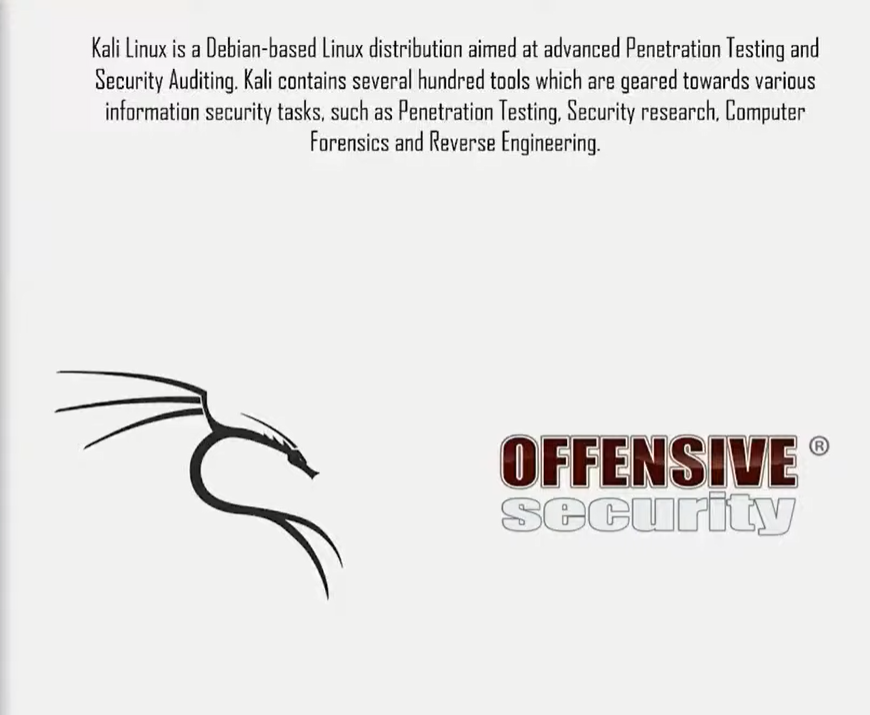 Kali Linux is a Debian-based Linux distribution aimed at advanced Penetration Testing and
Security Auditing. Kali contains several hundred tools which are geared towards various
information security tasks, such as Penetration Testing, Security research, Computer
Forensics and Reverse Engineering.
OFFENSIVE ®
security